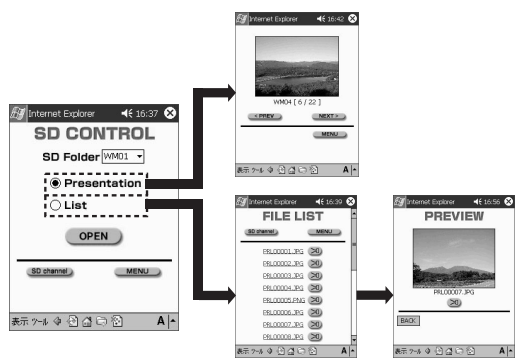 Internet Explorer 16:37
SD CONTROL
SD Folder WM01
Presentation
List
OPEN
SD channel MENU
表示 ツール A
Internet Explorer 16:42
WM04 [ 6 / 22 ]
< PREV NEXT >
MENU
表示 ツール A
Internet Explorer 16:39
FILE LIST
SD channel MENU
PRL00001.JPG
PRL00002.JPG
PRL00003.JPG
PRL00004.JPG
PRL00005.PNG
PRL00006.JPG
PRL00007.JPG
PRL00008.JPG
表示 ツール A
Internet Explorer 16:56
PREVIEW
PRL00007.JPG
BACK
表示 ツール A